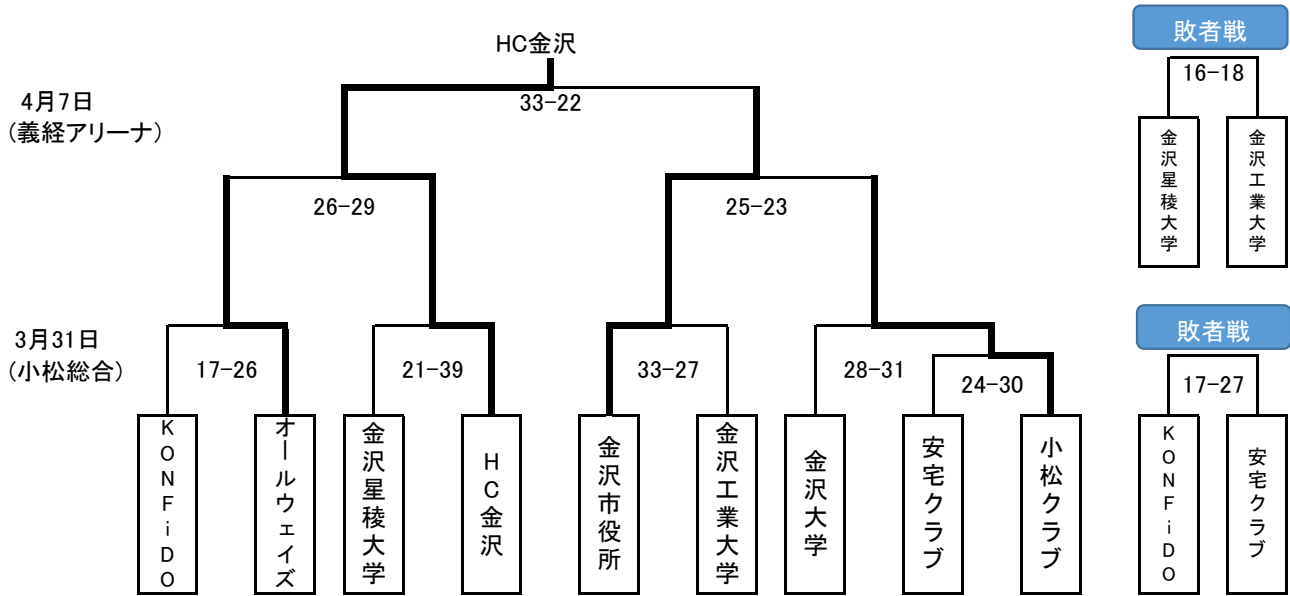 HC金沢
敗者戦
16-18
金沢星稜大学
金沢工業大学
4月7日
(義経アリーナ)
33-22
26-29
25-23
3月31日
(小松総合)
17-26
21-39
33-27
28-31
24-30
KONFiDO
オールウェイズ
金沢星稜大学
HC金沢
金沢市役所
金沢工業大学
金沢大学
安宅クラブ
小松クラブ
敗者戦
17-27
KONFiDO
安宅クラブ